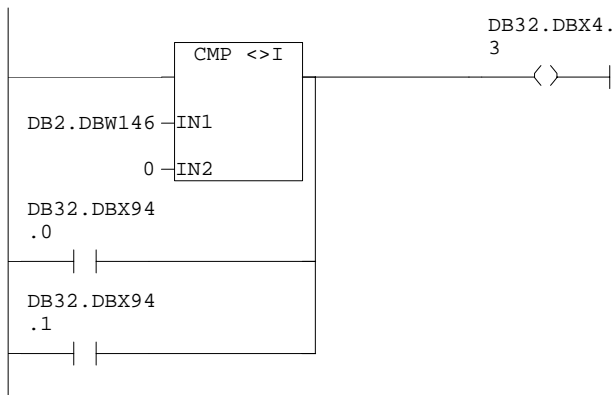 DB32.DBX4.
3
CMP <>I
DB2.DBW146
IN1
0
IN2
DB32.DBX94
.0
DB32.DBX94
.1